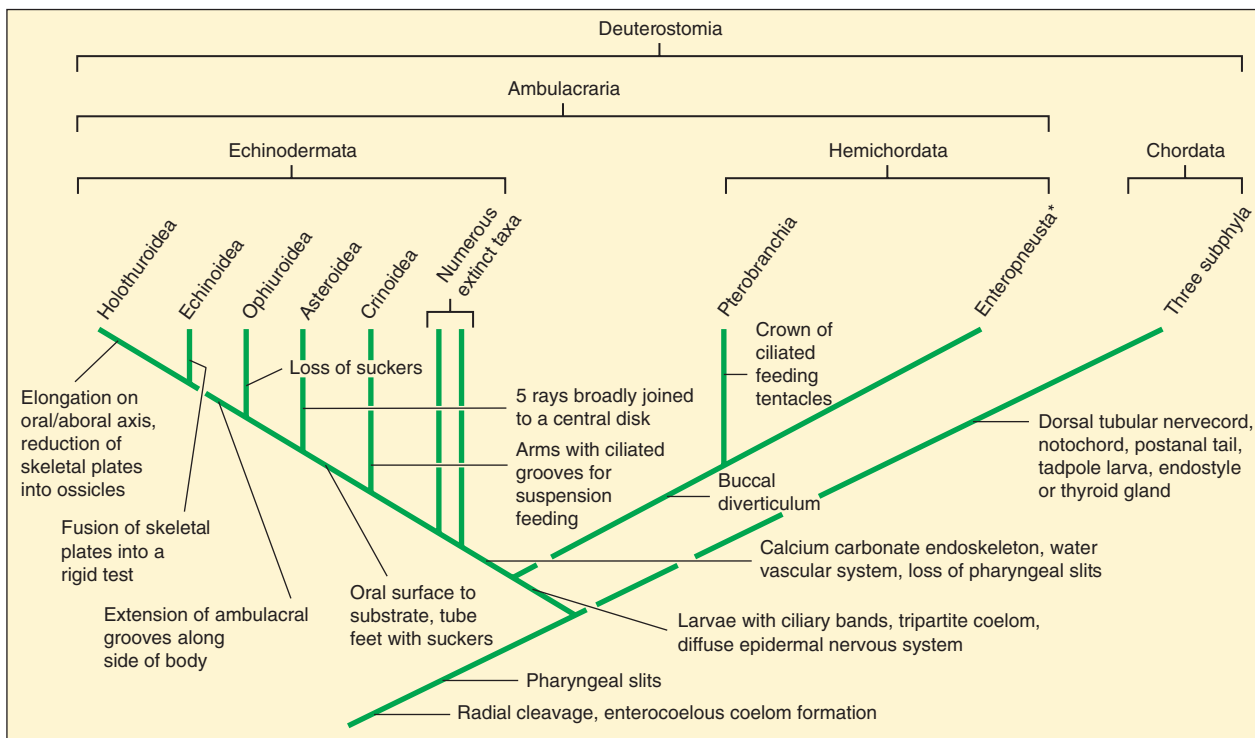 Deuterostomia
Ambulacraria
Echinodermata
Hemichordata
Chordata
Holothuroidea
Echinoidea
Ophiuroidea
Asteroidea
Crinoidea
Numerous
extinct taxa
Pterobranchia
Enteropneusta*
Three subphyla
Elongation on
oral/aboral axis,
reduction of
skeletal plates
into ossicles
Fusion of skeletal
plates into a
rigid test
Extension of ambulacral
grooves along
side of body
Loss of suckers
Oral surface to
substrate, tube
feet with suckers
5 rays broadly joined
to a central disk
Arms with ciliated
grooves for
suspension
feeding
Crown of
ciliated
feeding
tentacles
Buccal
diverticulum
Dorsal tubular nervecord,
notochord, postanal tail,
tadpole larva, endostyle
or thyroid gland
Calcium carbonate endoskeleton, water
vascular system, loss of pharyngeal slits
Larvae with ciliary bands, tripartite coelom,
diffuse epidermal nervous system
Pharyngeal slits
Radial cleavage, enterocoelous coelom formation